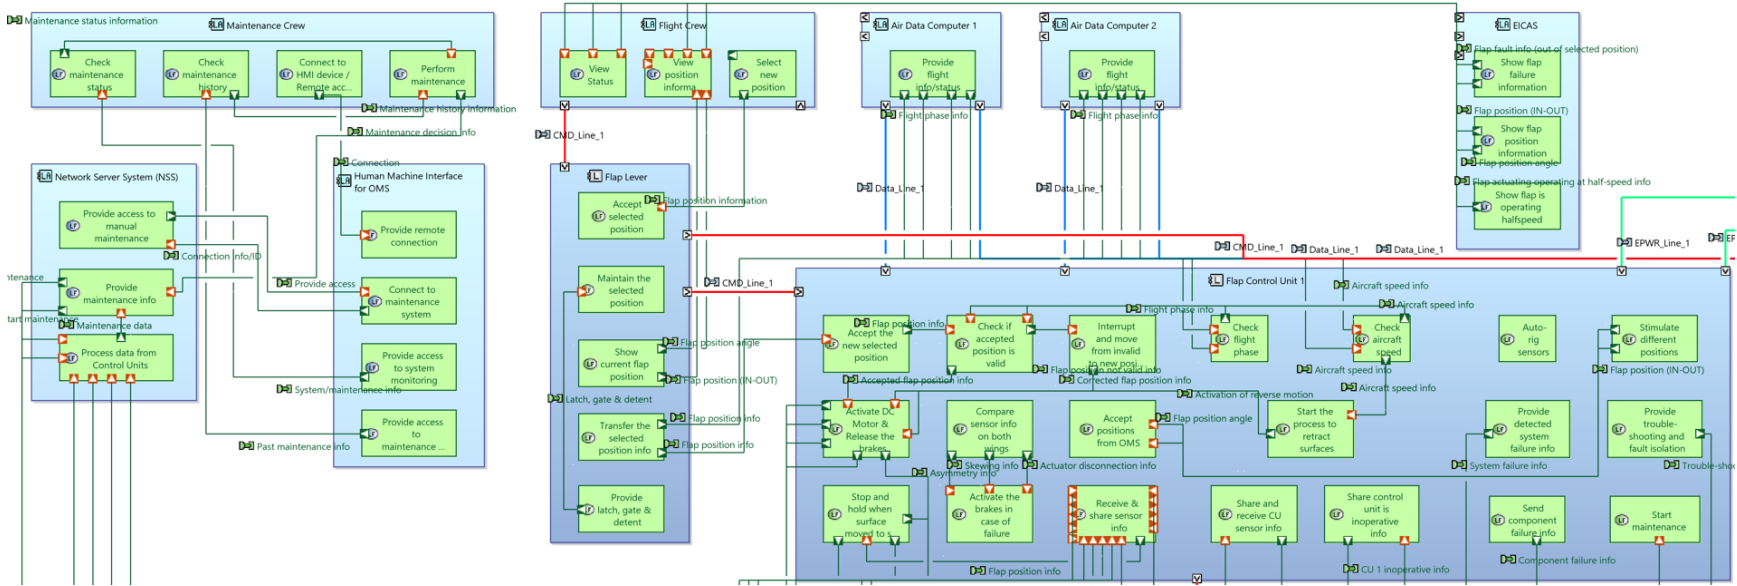 Maintenance status information
Maintenance Crew
Check
maintenance
status
Check
maintenance
history
Connect to
HMI device /
Remote acc...
Perform
maintenance
Maintenance history information
Maintenance decision info
Connection
Flight Crew
View
Status
View
position
informa
Select
new
position
CMD_Line_1
Air Data Computer 1
Provide
flight
info/status
Flight phase info
Data_Line_1
Air Data Computer 2
Provide
flight
info/status
Flight phase info
Data_Line_1
EICAS
Flap fault info (out of selected position)
Show flap
failure
information
Flap position (IN-OUT)
Show flap
position
information
Flap position angle
Flap actuating operating at half-speed info
Show flap is
operating
halfspeed
CMD_Line_1
Data_Line_1
Data_Line_1
EPWR_Line_1
Network Server System (NSS)
Provide access to
manual
maintenance
Connection info/ID
Provide
maintenance info
Maintenance data
Process data from
Control Units
tenance
tart maintenance
Human Machine Interface
for OMS
Provide remote
connection
Provide access
Connect to
maintenance
system
Provide access
to system
monitoring
System/maintenance info
Provide access
to
maintenance ...
Past maintenance info
Flap Lever
Accept
selected
position
Flap position information
Maintain the
selected
position
CMD_Line_1
Show
current flap
position
Flap position angle
Flap position (IN-OUT)
Latch, gate & detent
Transfer the
selected
position info
Flap position info
Flap position info
Provide
latch, gate &
detent
Flap Control Unit 1
Aircraft speed info
Aircraft speed info
Flight phase info
Flap position info
Accept the
new selected
position
Check if
accepted
position is
valid
Interrupt
and move
from invalid
to new posi
Check
flight
phase
Check
aircraft
speed
Auto-
rig
sensors
Stimulate
different
positions
Flap position not valid info
Aircraft speed info
Flap position (IN-OUT)
Accepted flap position info
Corrected flap position info
Aircraft speed info
Activation of reverse motion
Activate DC
Motor &
Release the
brakes
Compare
sensor info
on both
wings
Accept
positions
from OMS
Flap position angle
Start the
process to
retract
surfaces
Provide
detected
system
failure info
Provide
trouble-
shooting and
fault isolation
Skewing info
Actuator disconnection info
Asymmetry info
System failure info
Trouble-shoo
Stop and
hold when
surface
moved to s
Activate the
brakes in
case of
failure
Receive &
share sensor
info
Share and
receive CU
sensor info
Share control
unit is
inoperative
info
Send
component
failure info
Start
maintenance
Flap position info
CU 1 inoperative info
Component failure info